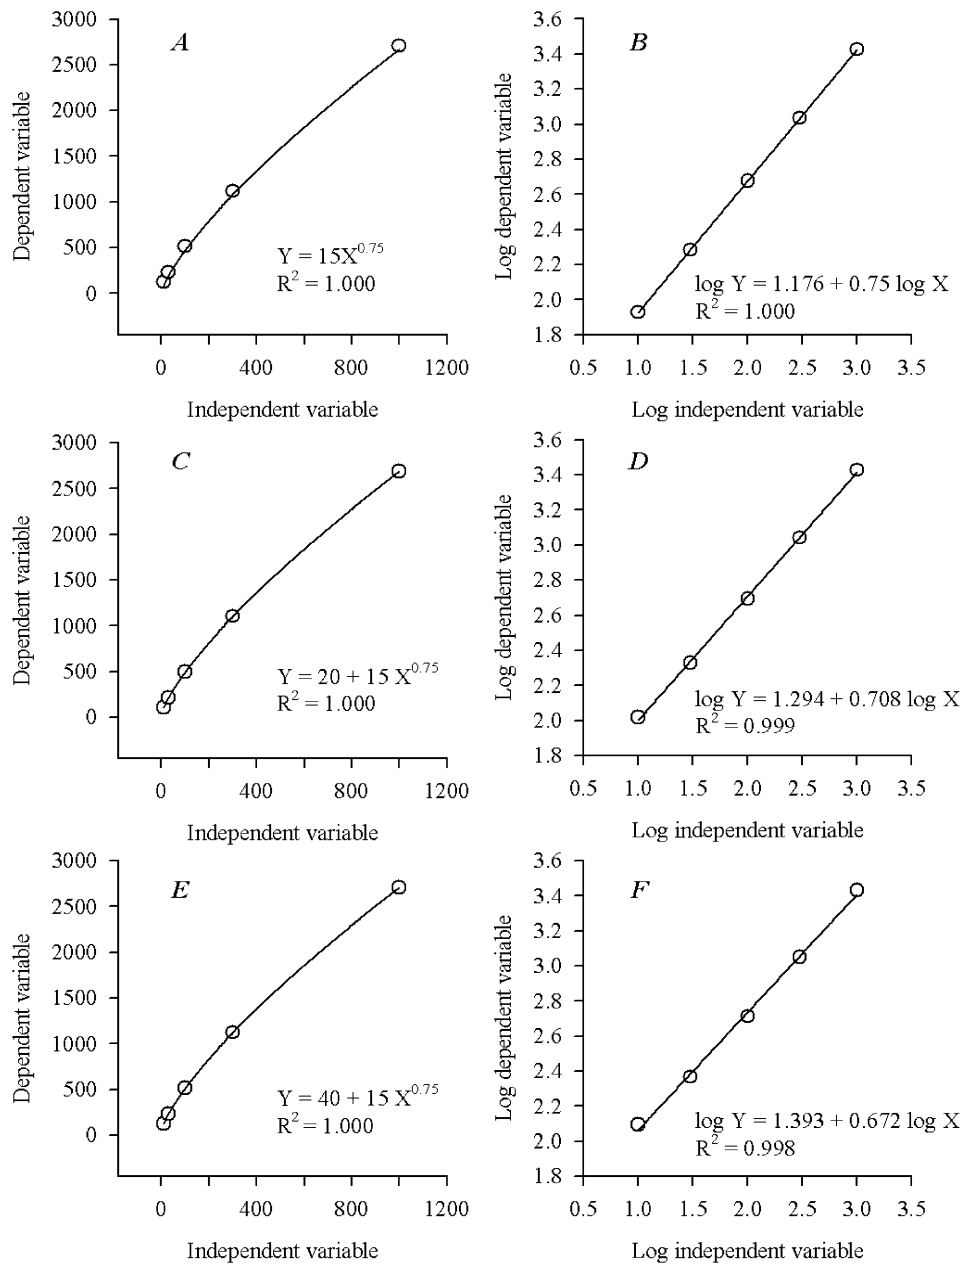 A
3000
2500
2000
1500
1000
500
0
Dependent variable
Y = 15X^0.75
R² = 1.000
0 400 800 1200
Independent variable
B
3.6
3.4
3.2
3.0
2.8
2.6
2.4
2.2
2.0
1.8
Log dependent variable
log Y = 1.176 + 0.75 log X
R² = 1.000
0.5 1.0 1.5 2.0 2.5 3.0 3.5
Log independent variable
C
3000
2500
2000
1500
1000
500
0
Dependent variable
Y = 20 + 15 X^0.75
R² = 1.000
0 400 800 1200
Independent variable
D
3.6
3.4
3.2
3.0
2.8
2.6
2.4
2.2
2.0
1.8
Log dependent variable
log Y = 1.294 + 0.708 log X
R² = 0.999
0.5 1.0 1.5 2.0 2.5 3.0 3.5
Log independent variable
E
3000
2500
2000
1500
1000
500
0
Dependent variable
Y = 40 + 15 X^0.75
R² = 1.000
0 400 800 1200
Independent variable
F
3.6
3.4
3.2
3.0
2.8
2.6
2.4
2.2
2.0
1.8
Log dependent variable
log Y = 1.393 + 0.672 log X
R² = 0.998
0.5 1.0 1.5 2.0 2.5 3.0 3.5
Log independent variable